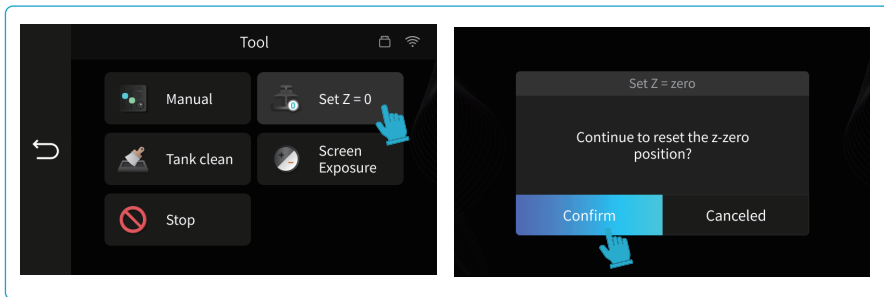 Tool
Manual
Set Z = 0
Tank clean
Screen
Exposure
Stop
Set Z = zero
Continue to reset the z-zero
position?
Confirm
Canceled